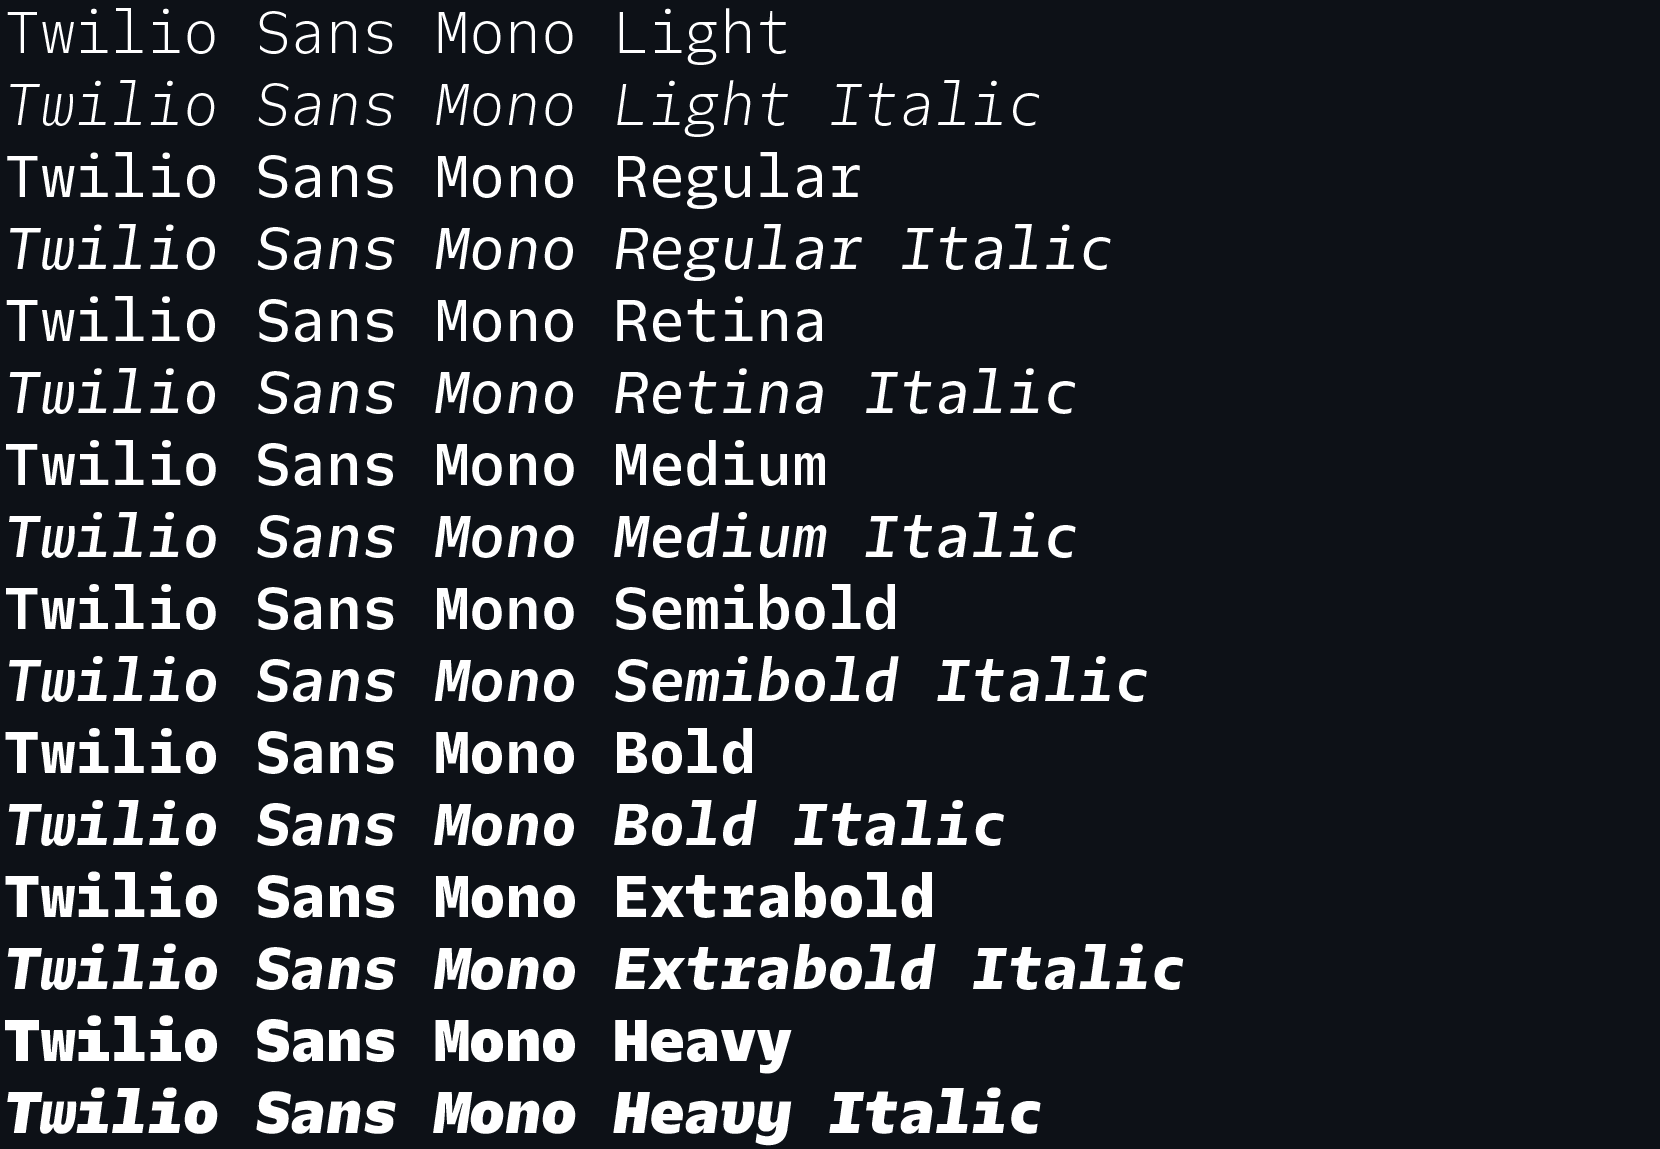 Twilio Sans Mono Light
Twilio Sans Mono Light Italic
Twilio Sans Mono Regular
Twilio Sans Mono Regular Italic
Twilio Sans Mono Retina
Twilio Sans Mono Retina Italic
Twilio Sans Mono Medium
Twilio Sans Mono Medium Italic
Twilio Sans Mono Semibold
Twilio Sans Mono Semibold Italic
Twilio Sans Mono Bold
Twilio Sans Mono Bold Italic
Twilio Sans Mono Extrabold
Twilio Sans Mono Extrabold Italic
Twilio Sans Mono Heavy
Twilio Sans Mono Heavy Italic